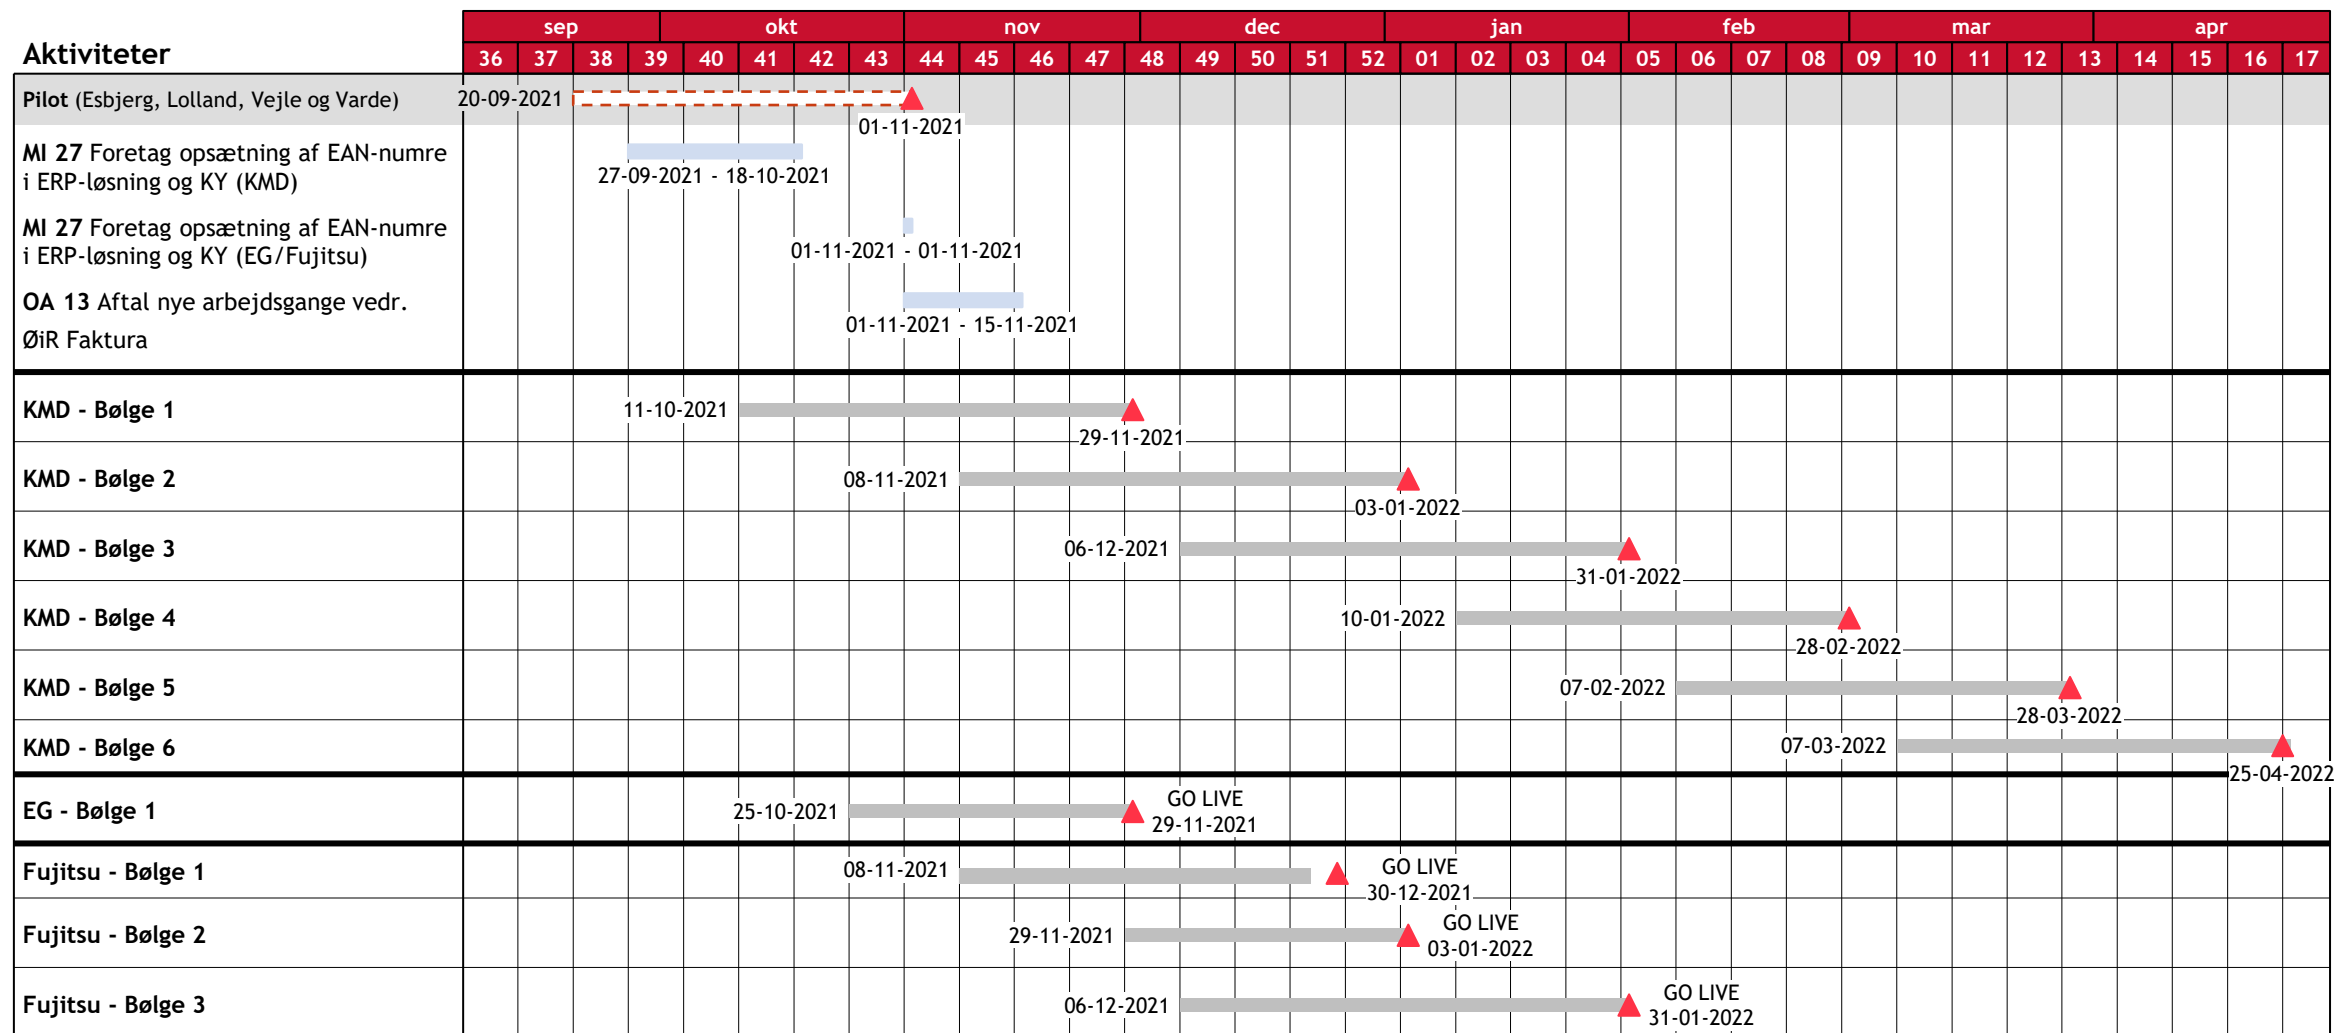 sep okt nov dec jan feb mar apr
Aktiviteter
36 37 38 39 40 41 42 43 44 45 46 47 48 49 50 51 52 01 02 03 04 05 06 07 08 09 10 11 12 13 14 15 16 17
Pilot (Esbjerg, Lolland, Vejle og Varde) 20-09-2021
01-11-2021
MI 27 Foretag opsætning af EAN-numre
i ERP-løsning og KY (KMD)
27-09-2021 - 18-10-2021
MI 27 Foretag opsætning af EAN-numre
i ERP-løsning og KY (EG/Fujitsu)
01-11-2021 - 01-11-2021
OA 13 Aftal nye arbejdsgange vedr.
ØiR Faktura
01-11-2021 - 15-11-2021
KMD - Bølge 1 11-10-2021
29-11-2021
KMD - Bølge 2 08-11-2021
03-01-2022
KMD - Bølge 3 06-12-2021
31-01-2022
KMD - Bølge 4 10-01-2022
28-02-2022
KMD - Bølge 5 07-02-2022
28-03-2022
KMD - Bølge 6 07-03-2022
25-04-2022
EG - Bølge 1 25-10-2021
GO LIVE
29-11-2021
Fujitsu - Bølge 1 08-11-2021
GO LIVE
30-12-2021
Fujitsu - Bølge 2 29-11-2021
GO LIVE
03-01-2022
Fujitsu - Bølge 3 06-12-2021
GO LIVE
31-01-2022